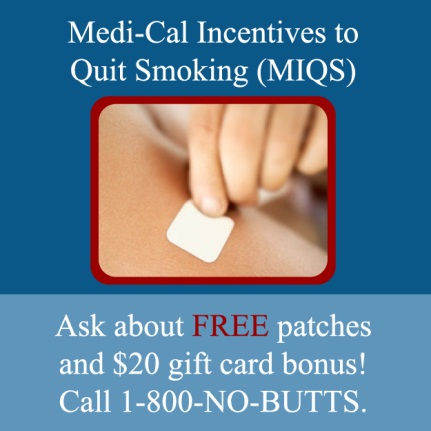 Medi-Cal Incentives to
Quit Smoking (MIQS)
Ask about FREE patches
and $20 gift card bonus!
Call 1-800-NO-BUTTS.